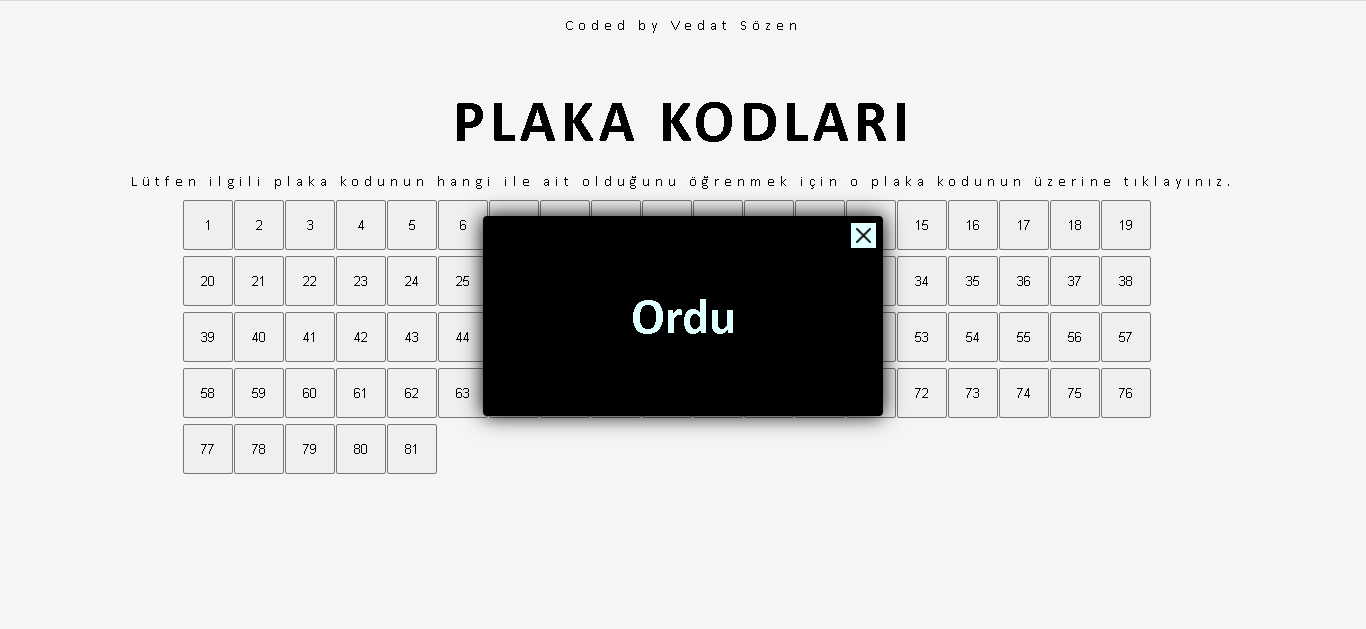 Coded by Vedat Sözen
PLAKA KODLARI
Lütfen ilgili plaka kodunun hangi ile ait olduğunu öğrenmek için o plaka kodunun üzerine tıklayınız.
1 2 3 4 5 6 15 16 17 18 19
20 21 22 23 24 25 34 35 36 37 38
Ordu
39 40 41 42 43 44 53 54 55 56 57
58 59 60 61 62 63 72 73 74 75 76
77 78 79 80 81